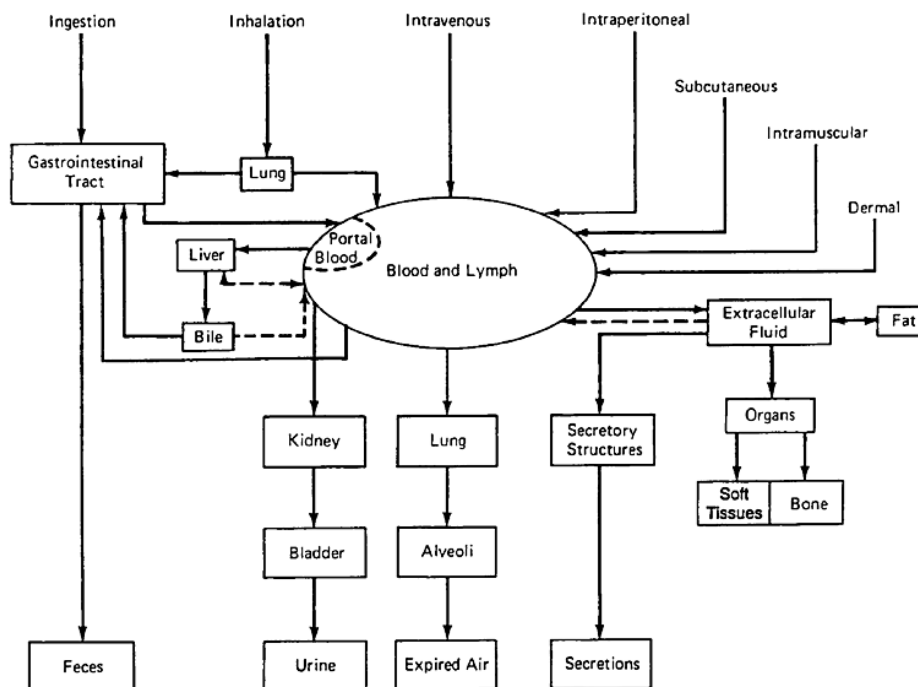 Ingestion
Inhalation
Intravenous
Intraperitoneal
Subcutaneous
Intramuscular
Dermal
Gastrointestinal
Tract
Lung
Liver
Portal
Blood
Blood and Lymph
Bile
Extracellular
Fluid
Fat
Kidney
Lung
Secretory
Structures
Organs
Soft
Tissues
Bone
Bladder
Alveoli
Feces
Urine
Expired Air
Secretions